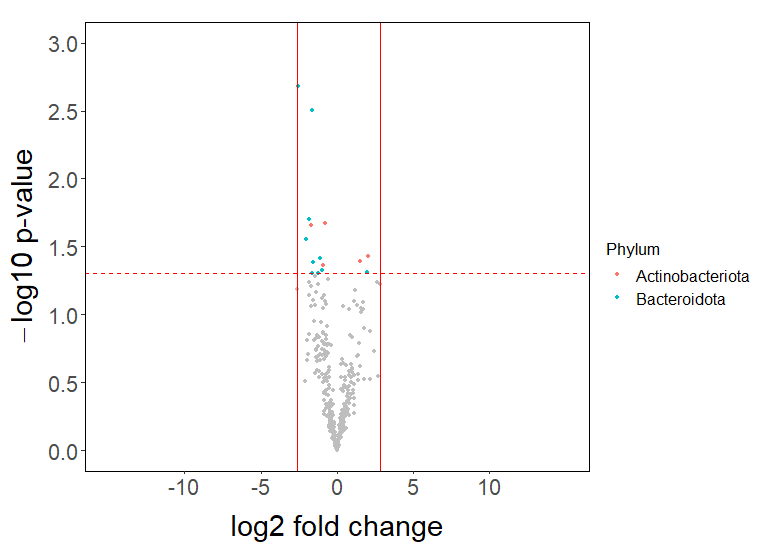 3.0
2.5
2.0
1.5
1.0
0.5
0.0
− log10 p-value
-10 -5 0 5 10
log2 fold change
Phylum
Actinobacteriota
Bacteroidota